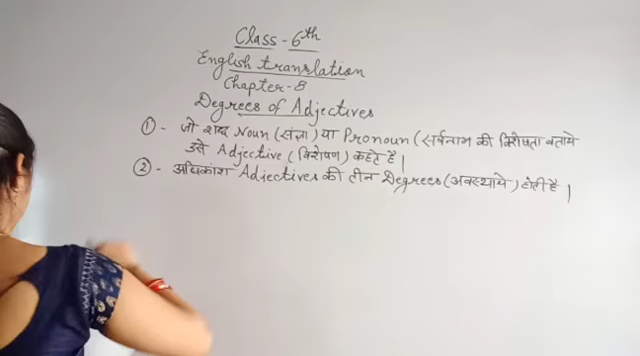 Class - 6th
English translation
Chapter-8
Degrees of Adjectives
① - जो शब्द Noun (संज्ञा) या Pronoun (सर्वनाम की विशेषता बताये
उसे Adjective (विशेषण) कहते है |
② - अधिकांश Adjectives की तीन Degrees (अवस्थाये) होती है |